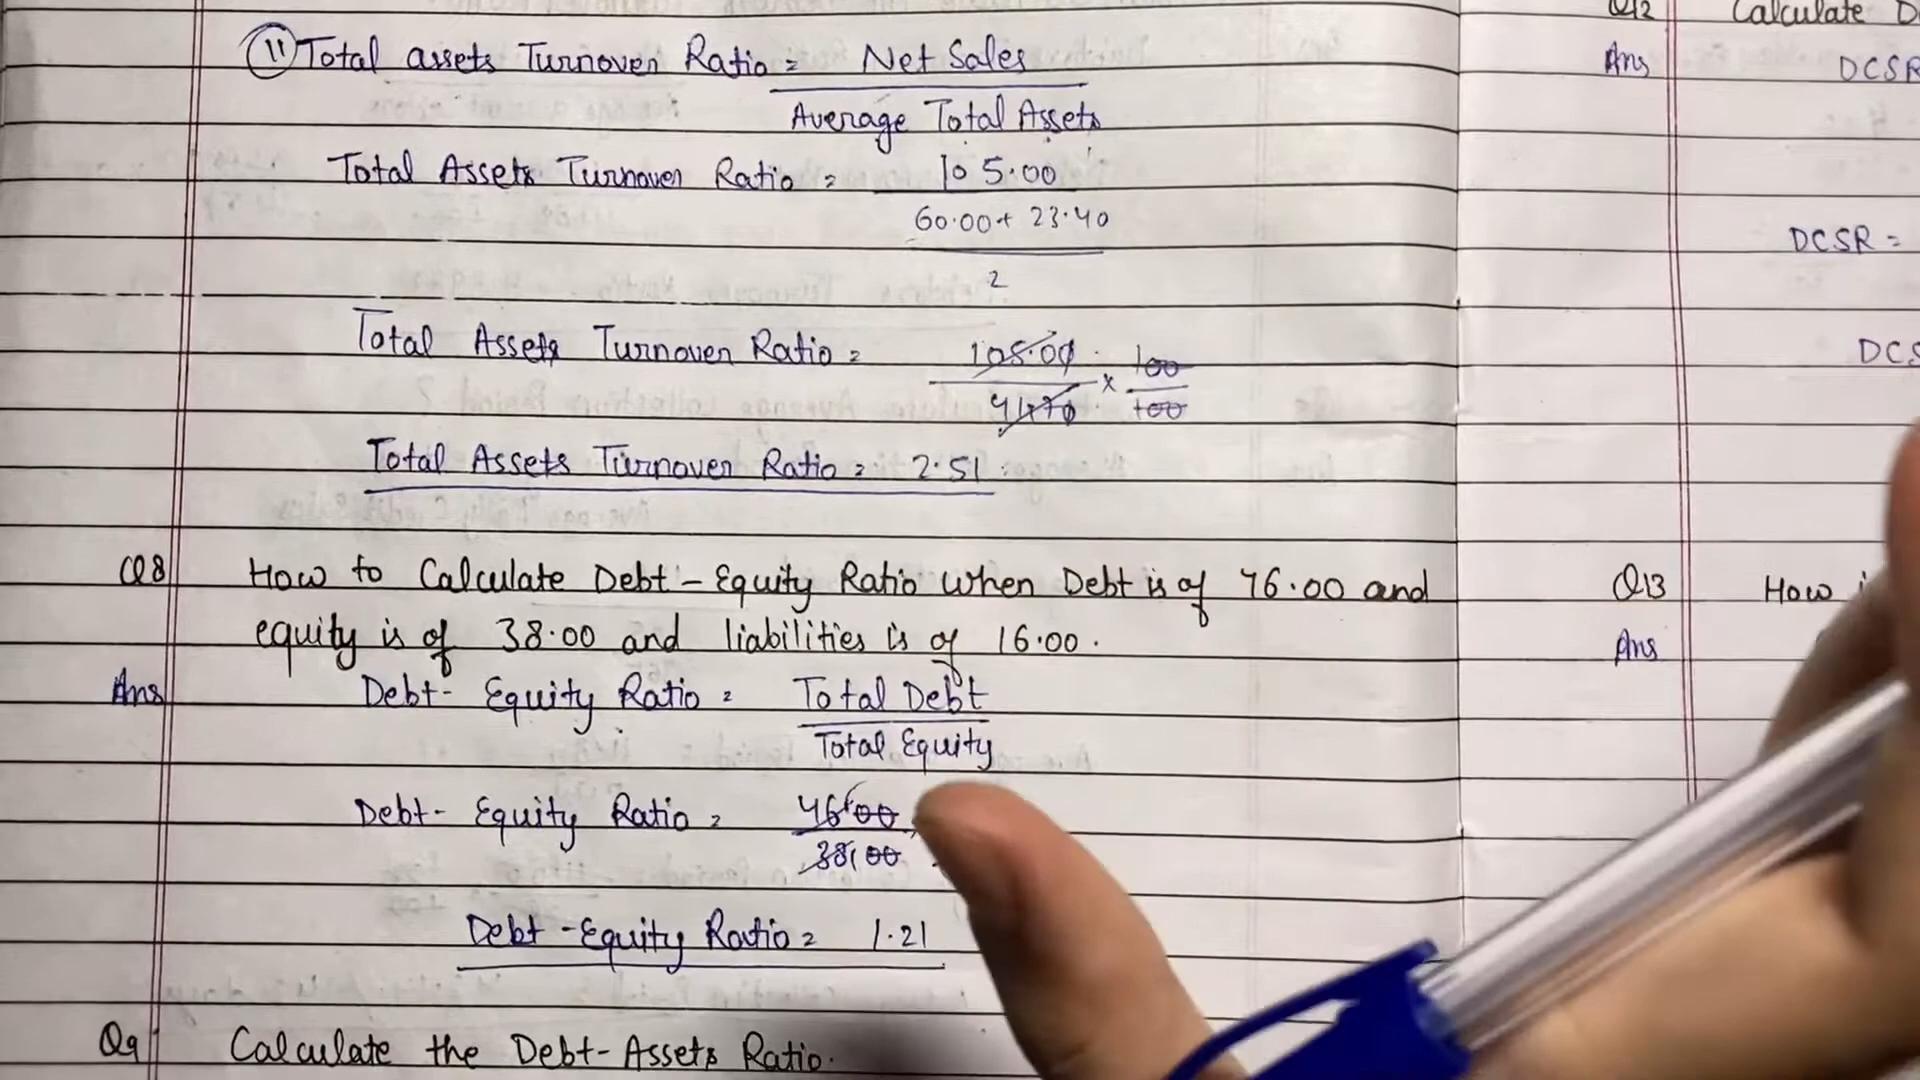 (11) Total assets Turnover Ratio = Net Sales
Average Total Assets
Total Assets Turnover Ratio = 105.00
60.00+ 23.40
2
Total Assets Turnover Ratio = 105.00 × 100
4170 100
Total Assets Turnover Ratio = 2.51
Q8 How to Calculate Debt-Equity Ratio when Debt is of 46.00 and
equity is of 38.00 and liabilities is of 16.00.
Ans Debt-Equity Ratio = Total Debt
Total Equity
Debt-Equity Ratio = 46.00
38.00
Debt-Equity Ratio = 1.21
Q9 Calculate the Debt-Assets Ratio.
Q12 Calculate D
Ans DCSR
DCSR =
DCS
Q13 How
Ans